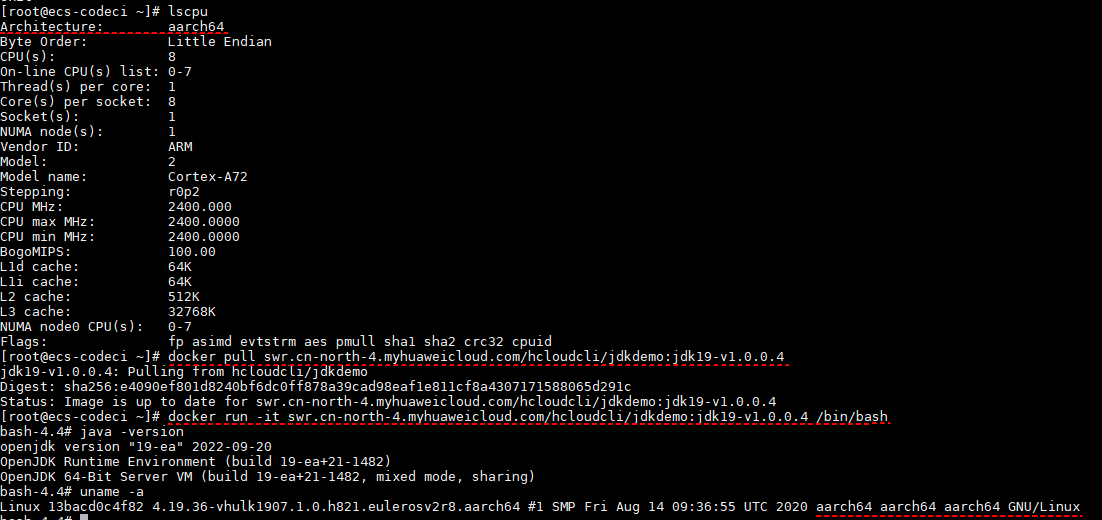 [root@ecs-codeci ~]# lscpu
Architecture: aarch64
Byte Order: Little Endian
CPU(s): 8
On-line CPU(s) list: 0-7
Thread(s) per core: 1
Core(s) per socket: 8
Socket(s): 1
NUMA node(s): 1
Vendor ID: ARM
Model: 2
Model name: Cortex-A72
Stepping: r0p2
CPU MHz: 2400.000
CPU max MHz: 2400.0000
CPU min MHz: 2400.0000
BogoMIPS: 100.00
L1d cache: 64K
L1i cache: 64K
L2 cache: 512K
L3 cache: 32768K
NUMA node0 CPU(s): 0-7
Flags: fp asimd evtstrm aes pmull sha1 sha2 crc32 cpuid
[root@ecs-codeci ~]# docker pull swr.cn-north-4.myhuaweicloud.com/hcloudcli/jdkdemo:jdk19-v1.0.0.4
jdk19-v1.0.0.4: Pulling from hcloudcli/jdkdemo
Digest: sha256:e4090ef801d8240bf6dc0ff878a39cad98eaf1e811cf8a4307171588065d291c
Status: Image is up to date for swr.cn-north-4.myhuaweicloud.com/hcloudcli/jdkdemo:jdk19-v1.0.0.4
[root@ecs-codeci ~]# docker run -it swr.cn-north-4.myhuaweicloud.com/hcloudcli/jdkdemo:jdk19-v1.0.0.4 /bin/bash
bash-4.4# java -version
openjdk version "19-ea" 2022-09-20
OpenJDK Runtime Environment (build 19-ea+21-1482)
OpenJDK 64-Bit Server VM (build 19-ea+21-1482, mixed mode, sharing)
bash-4.4# uname -a
Linux 13bacd0c4f82 4.19.36-vhulk1907.1.0.h821.eulerosv2r8.aarch64 #1 SMP Fri Aug 14 09:36:55 UTC 2020 aarch64 aarch64 aarch64 GNU/Linux
bash-4.4#